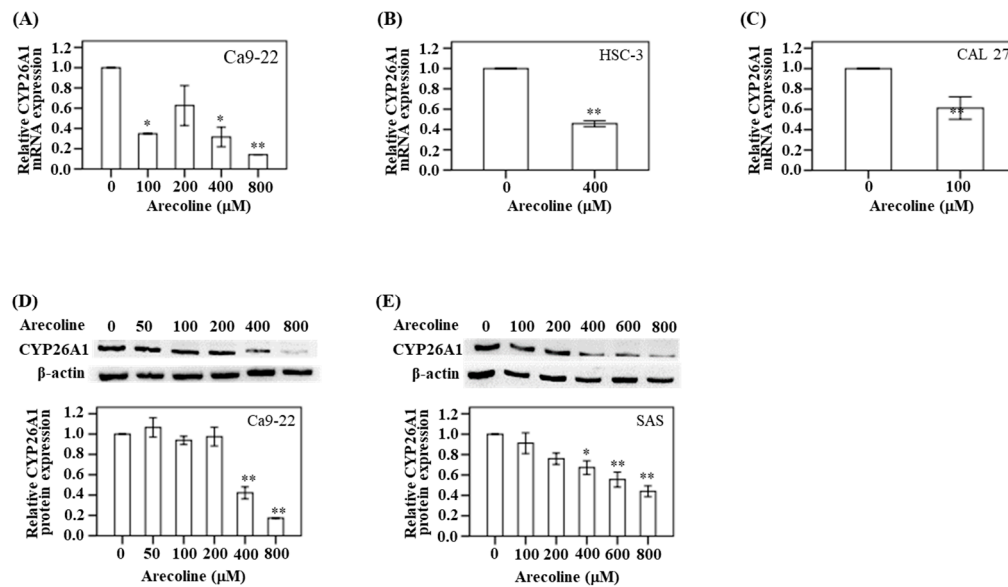 (A)
Relative CYP26A1
mRNA expression
1.2
1.0
0.8
0.6
0.4
0.2
0.0
Ca9-22
*
*
**
0 100 200 400 800
Arecoline (μM)
(B)
Relative CYP26A1
mRNA expression
1.2
1.0
0.8
0.6
0.4
0.2
0.0
HSC-3
**
0 400
Arecoline (μM)
(C)
Relative CYP26A1
mRNA expression
1.2
1.0
0.8
0.6
0.4
0.2
0.0
CAL 27
**
0 100
Arecoline (μM)
(D)
Arecoline 0 50 100 200 400 800
CYP26A1
β-actin
Relative CYP26A1
protein expression
1.2
1.0
0.8
0.6
0.4
0.2
0.0
Ca9-22
**
**
0 50 100 200 400 800
Arecoline (μM)
(E)
Arecoline 0 100 200 400 600 800
CYP26A1
β-actin
Relative CYP26A1
protein expression
1.2
1.0
0.8
0.6
0.4
0.2
0.0
SAS
*
**
**
0 100 200 400 600 800
Arecoline (μM)